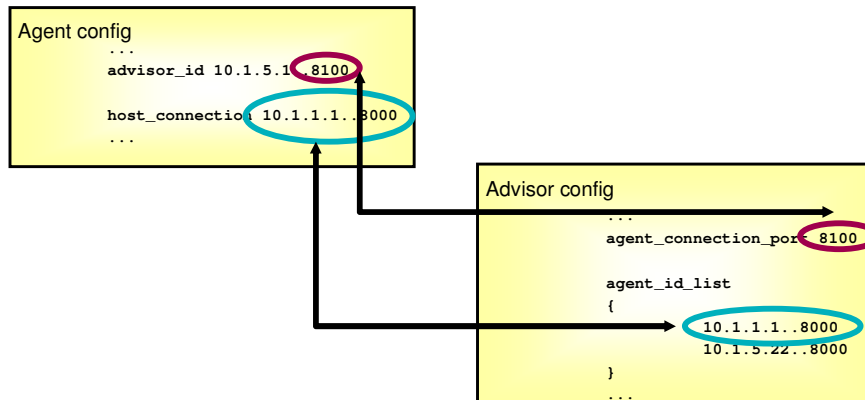 Agent config
...
advisor_id 10.1.5.1..8100
host_connection 10.1.1.1..8000
...
Advisor config
...
agent_connection_port 8100
agent_id_list
{
10.1.1.1..8000
10.1.5.22..8000
}
...